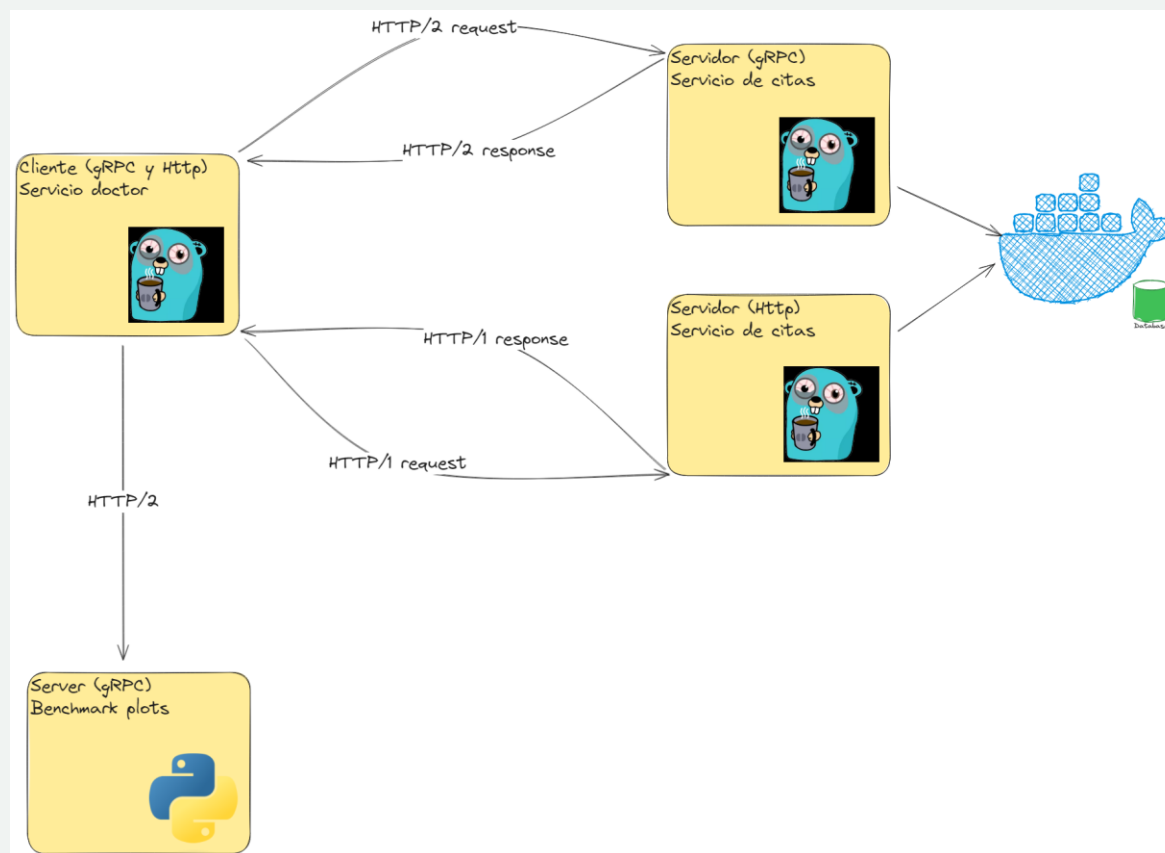 HTTP/2 request
Servidor (gRPC)
Servicio de citas
HTTP/2 response
Cliente (gRPC y Http)
Servicio doctor
Servidor (Http)
Servicio de citas
Database
HTTP/1 response
HTTP/1 request
HTTP/2
Server (gRPC)
Benchmark plots